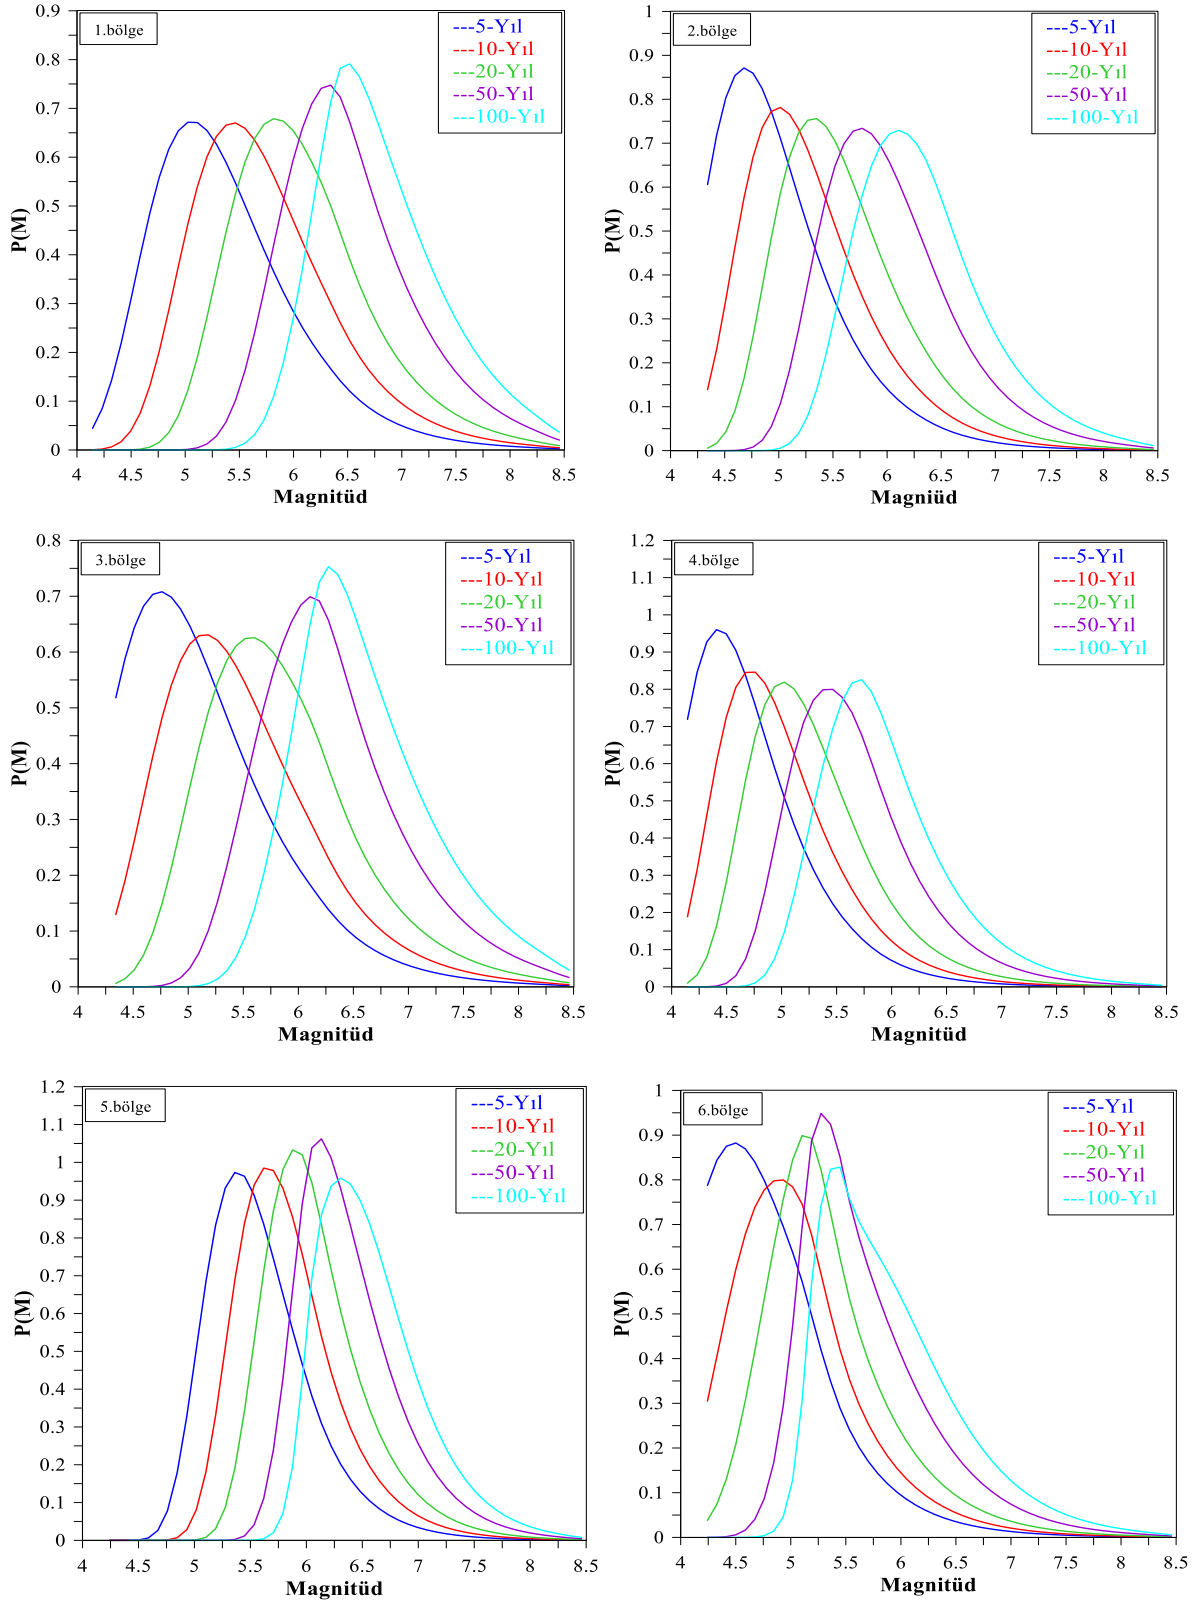 1.bölge
---5-Yıl
---10-Yıl
---20-Yıl
---50-Yıl
---100-Yıl
0.9
0.8
0.7
0.6
0.5
0.4
0.3
0.2
0.1
0
P(M)
4 4.5 5 5.5 6 6.5 7 7.5 8 8.5
Magnitüd
2.bölge
---5-Yıl
---10-Yıl
---20-Yıl
---50-Yıl
---100-Yıl
1
0.9
0.8
0.7
0.6
0.5
0.4
0.3
0.2
0.1
0
P(M)
4 4.5 5 5.5 6 6.5 7 7.5 8 8.5
Magniüd
3.bölge
---5-Yıl
---10-Yıl
---20-Yıl
---50-Yıl
---100-Yıl
0.8
0.7
0.6
0.5
0.4
0.3
0.2
0.1
0
P(M)
4 4.5 5 5.5 6 6.5 7 7.5 8 8.5
Magnitüd
4.bölge
---5-Yıl
---10-Yıl
---20-Yıl
---50-Yıl
---100-Yıl
1.2
1.1
1
0.9
0.8
0.7
0.6
0.5
0.4
0.3
0.2
0.1
0
P(M)
4 4.5 5 5.5 6 6.5 7 7.5 8 8.5
Magnitüd
5.bölge
---5-Yıl
---10-Yıl
---20-Yıl
---50-Yıl
---100-Yıl
1.2
1.1
1
0.9
0.8
0.7
0.6
0.5
0.4
0.3
0.2
0.1
0
P(M)
4 4.5 5 5.5 6 6.5 7 7.5 8 8.5
Magnitüd
6.bölge
---5-Yıl
---10-Yıl
---20-Yıl
---50-Yıl
---100-Yıl
1
0.9
0.8
0.7
0.6
0.5
0.4
0.3
0.2
0.1
0
P(M)
4 4.5 5 5.5 6 6.5 7 7.5 8 8.5
Magnitüd